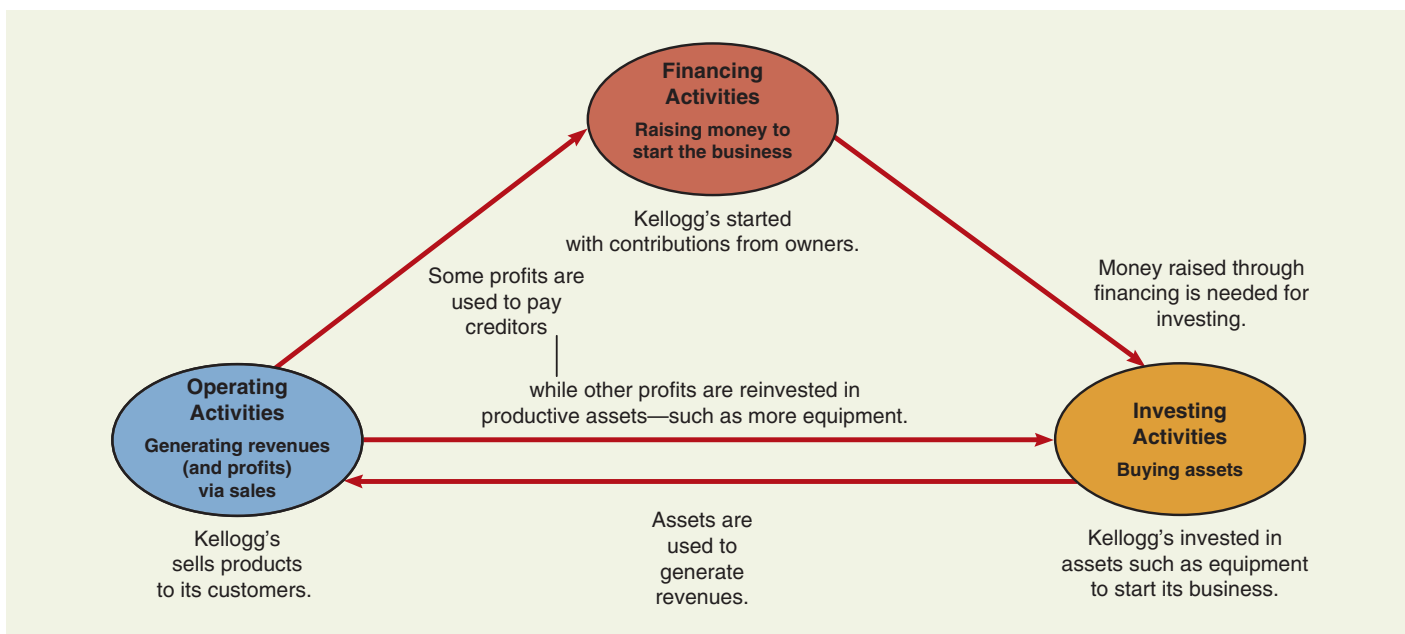 Financing
Activities
Raising money to
start the business
Kellogg's started
with contributions from owners.
Some profits are
used to pay
creditors
Money raised through
financing is needed for
investing.
while other profits are reinvested in
productive assets—such as more equipment.
Operating
Activities
Generating revenues
(and profits)
via sales
Investing
Activities
Buying assets
Kellogg's
sells products
to its customers.
Assets are
used to
generate
revenues.
Kellogg's invested in
assets such as equipment
to start its business.